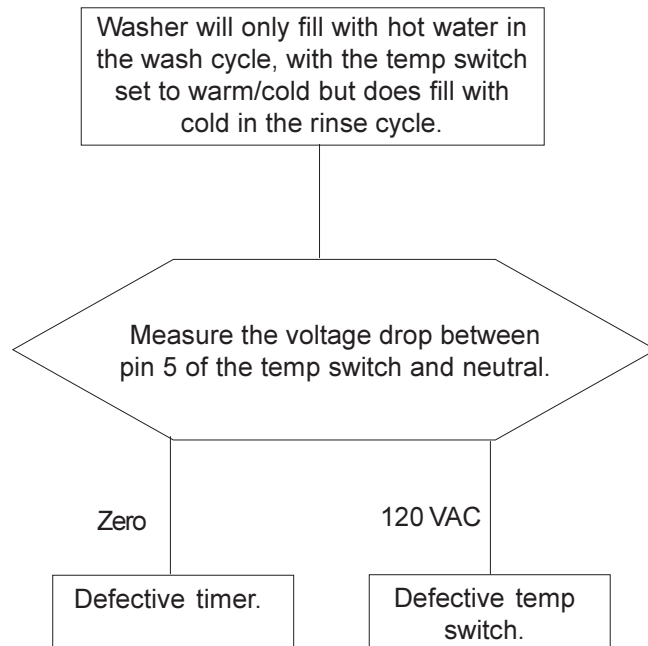 Washer will only fill with hot water in
the wash cycle, with the temp switch
set to warm/cold but does fill with
cold in the rinse cycle.
Measure the voltage drop between
pin 5 of the temp switch and neutral.
Zero
120 VAC
Defective timer.
Defective temp
switch.